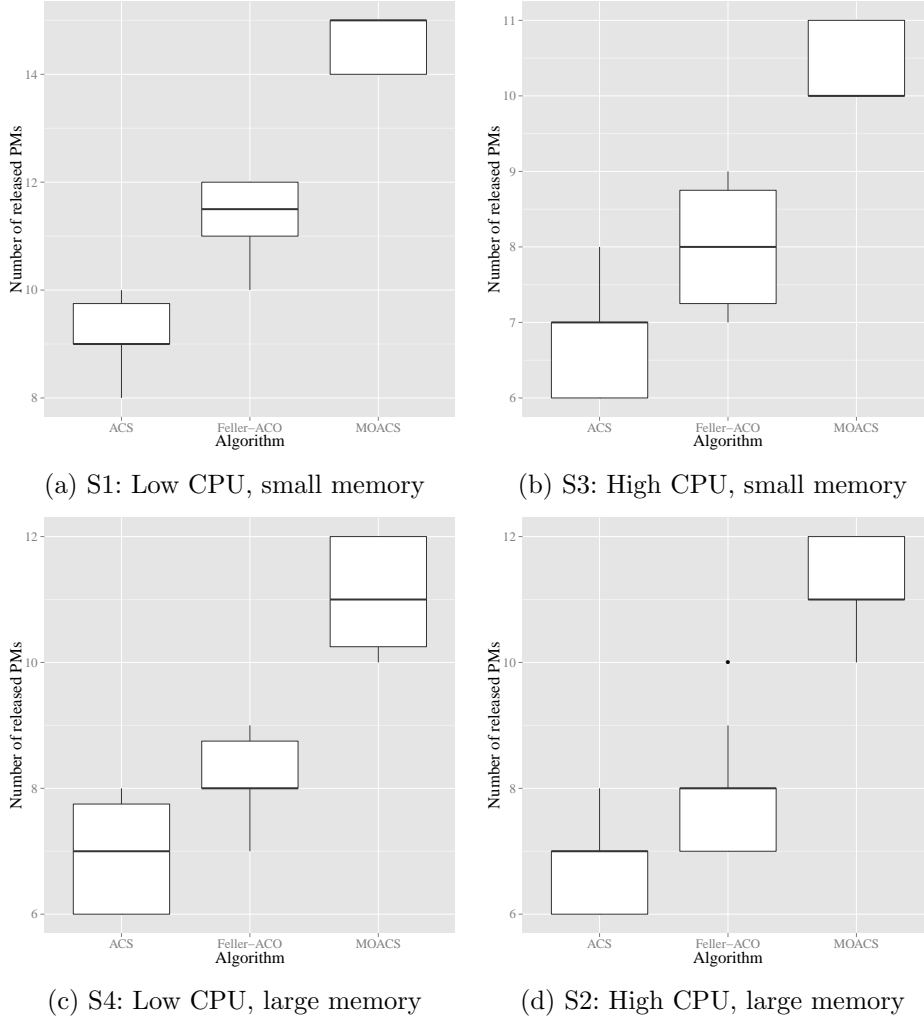 Number of released PMs
14
12
10
8
ACS
Feller−ACO
MOACS
Algorithm
(a) S1: Low CPU, small memory
Number of released PMs
11
10
9
8
7
6
ACS
Feller−ACO
MOACS
Algorithm
(b) S3: High CPU, small memory
Number of released PMs
12
10
8
6
ACS
Feller−ACO
MOACS
Algorithm
(c) S4: Low CPU, large memory
Number of released PMs
12
10
8
6
ACS
Feller−ACO
MOACS
Algorithm
(d) S2: High CPU, large memory